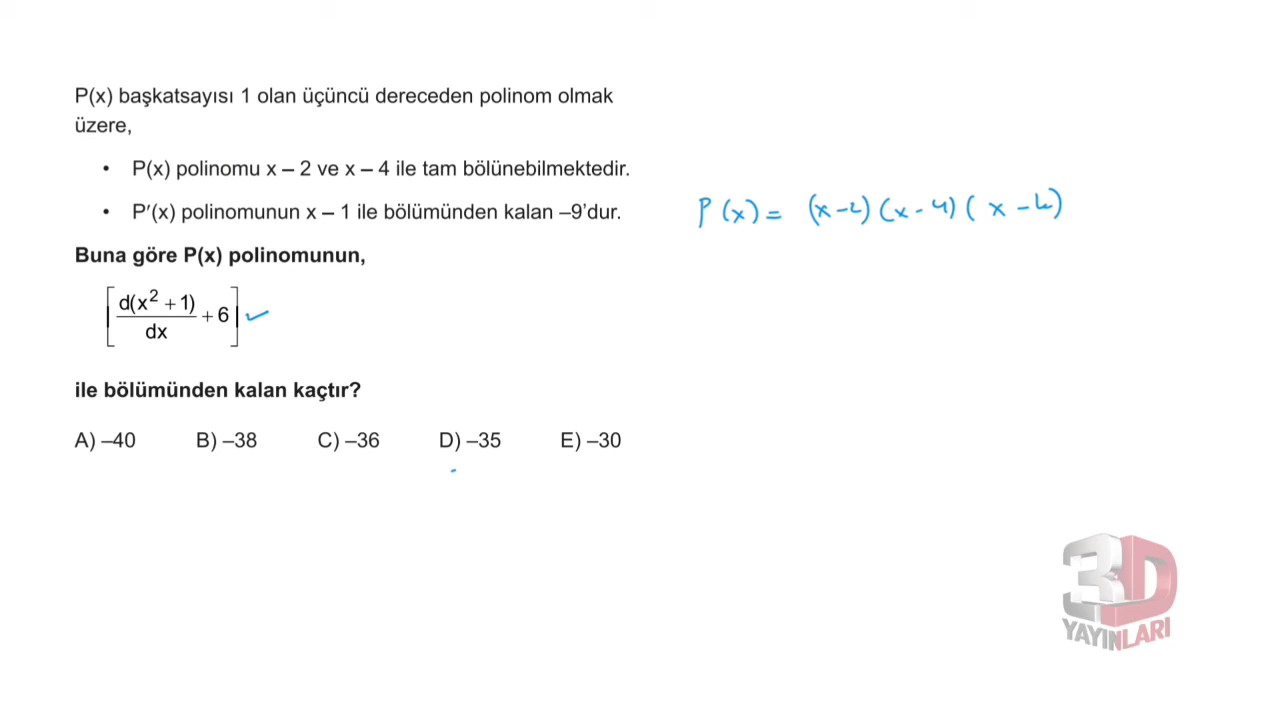 P(x) başkatsayısı 1 olan üçüncü dereceden polinom olmak
üzere,
• P(x) polinomu x – 2 ve x – 4 ile tam bölünebilmektedir.
• P'(x) polinomunun x – 1 ile bölümünden kalan –9'dur.
P(x) = (x-2)(x-4)(x-k)
Buna göre P(x) polinomunun,
[d(x² + 1)/dx + 6] ✓
ile bölümünden kalan kaçtır?
A) –40 B) –38 C) –36 D) –35 E) –30
3D
YAYINLARI